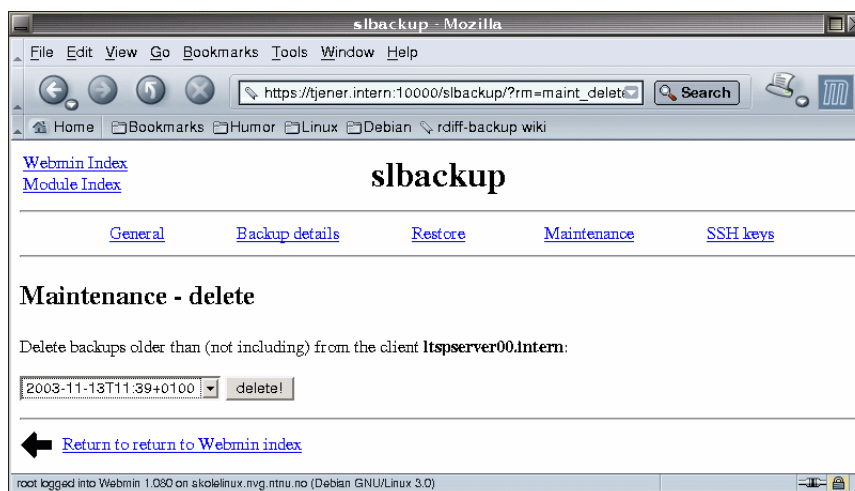 slbackup - Mozilla
File Edit View Go Bookmarks Tools Window Help
https://tjener.intern:10000/slbackup/?rm=maint_delete Search
Home Bookmarks Humor Linux Debian rdiff-backup wiki
Webmin Index
Module Index
slbackup
General Backup details Restore Maintenance SSH keys
Maintenance - delete
Delete backups older than (not including) from the client ltspserver00.intern:
2003-11-13T11:39+0100 delete!
Return to return to Webmin index
root logged into Webmin 1.080 on skolelinux.nvg.ntnu.no (Debian GNU/Linux 3.0)